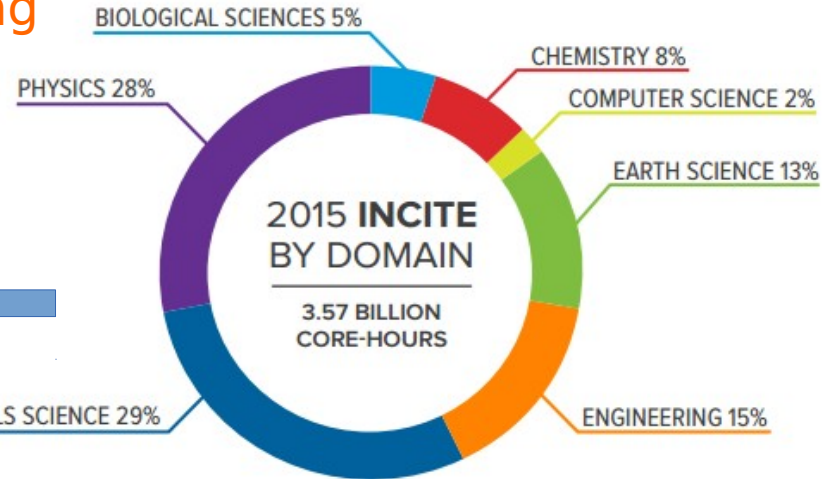 ng
BIOLOGICAL SCIENCES 5%
CHEMISTRY 8%
PHYSICS 28%
COMPUTER SCIENCE 2%
EARTH SCIENCE 13%
2015 INCITE
BY DOMAIN
3.57 BILLION
CORE-HOURS
LS SCIENCE 29%
ENGINEERING 15%